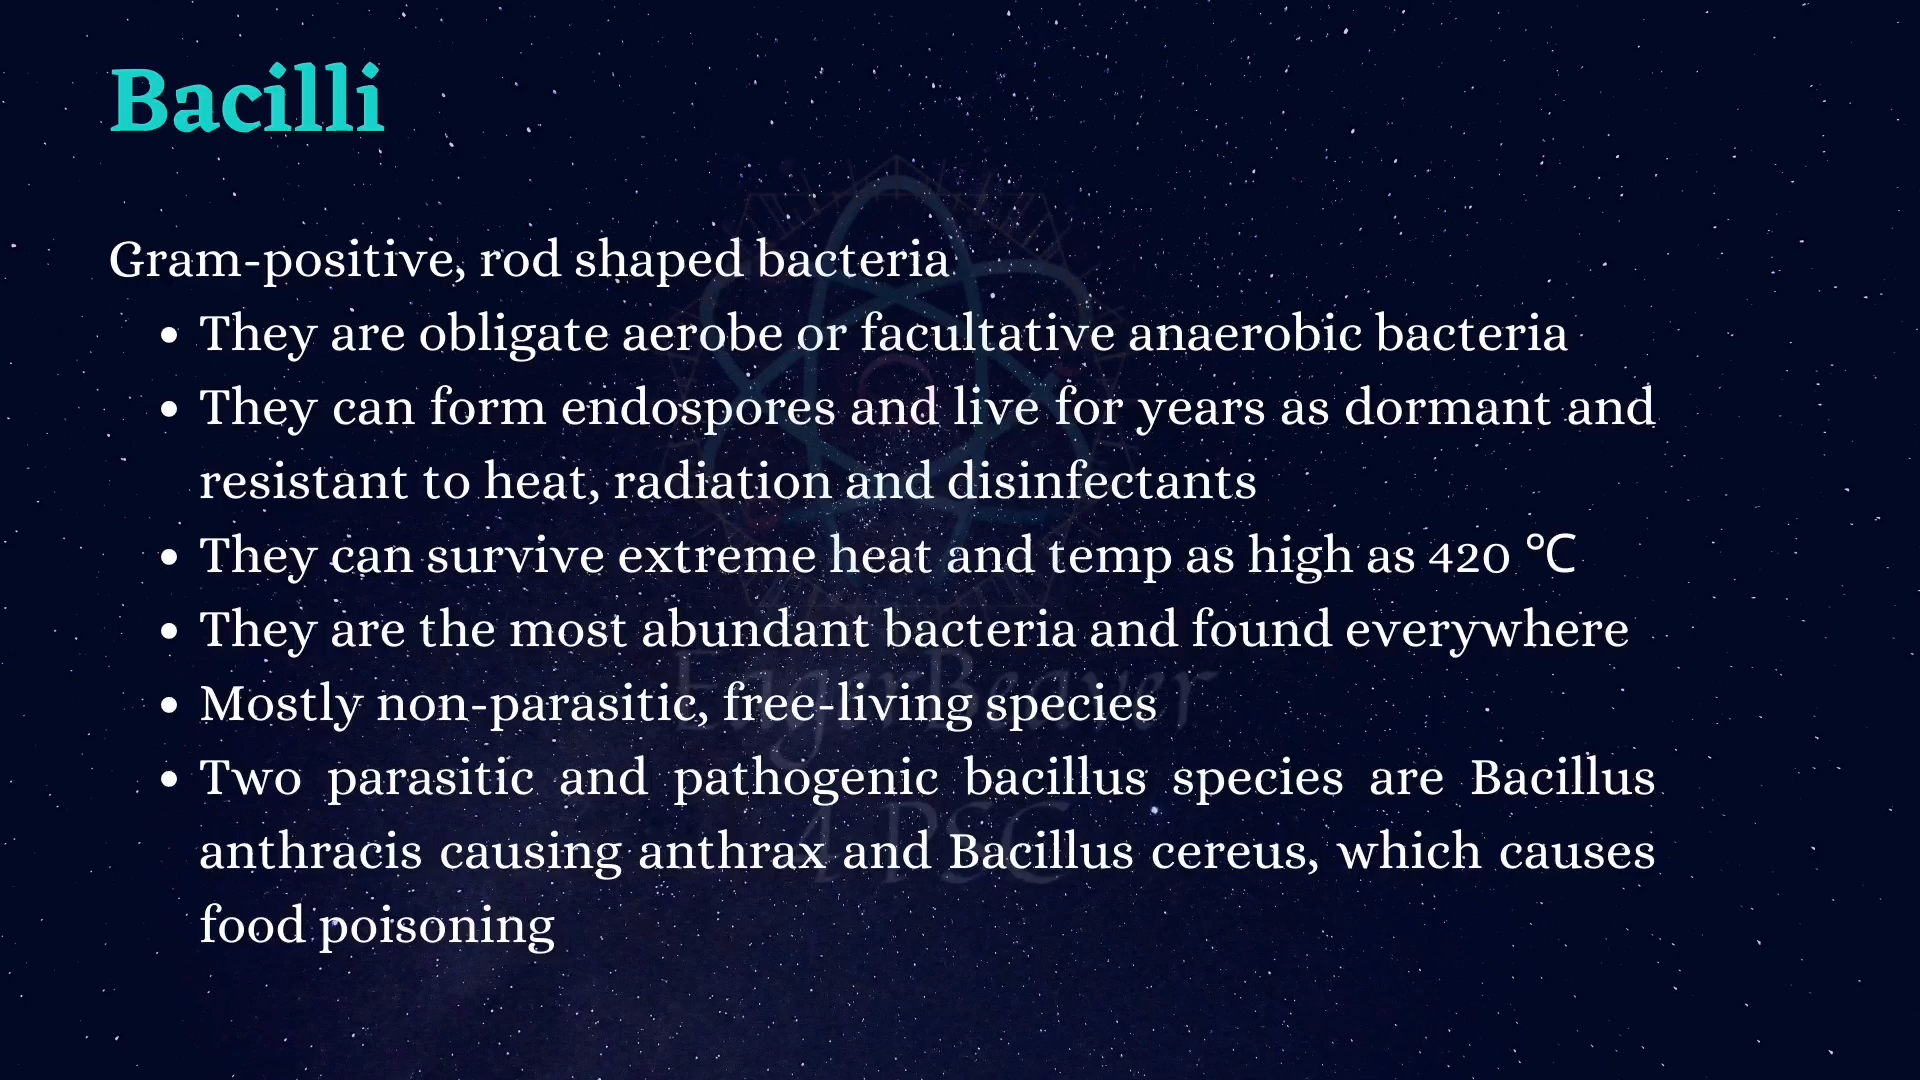 Bacilli
Gram-positive, rod shaped bacteria
• They are obligate aerobe or facultative anaerobic bacteria
• They can form endospores and live for years as dormant and
resistant to heat, radiation and disinfectants
• They can survive extreme heat and temp as high as 420 ℃
• They are the most abundant bacteria and found everywhere
• Mostly non-parasitic, free-living species
• Two parasitic and pathogenic bacillus species are Bacillus
anthracis causing anthrax and Bacillus cereus, which causes
food poisoning
EagerBeaver
4 PSC